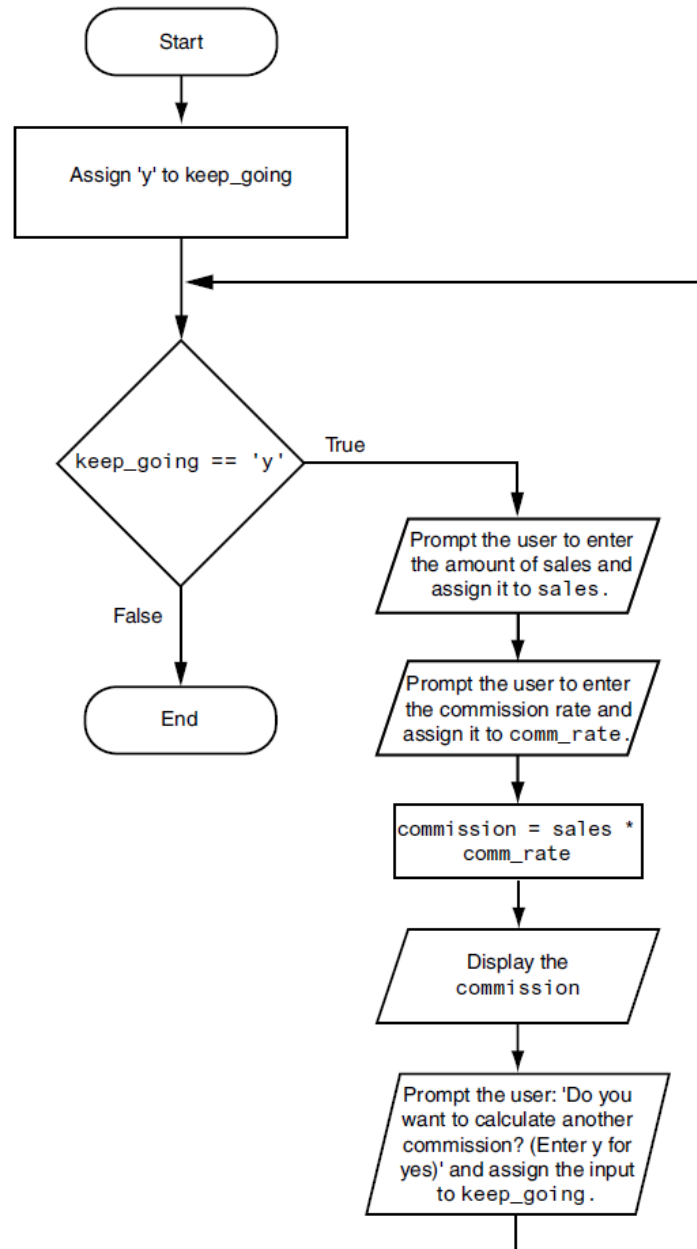 Start
Assign 'y' to keep_going
keep_going == 'y'
True
False
End
Prompt the user to enter
the amount of sales and
assign it to sales.
Prompt the user to enter
the commission rate and
assign it to comm_rate.
commission = sales *
comm_rate
Display the
commission
Prompt the user: 'Do you
want to calculate another
commission? (Enter y for
yes)' and assign the input
to keep_going.